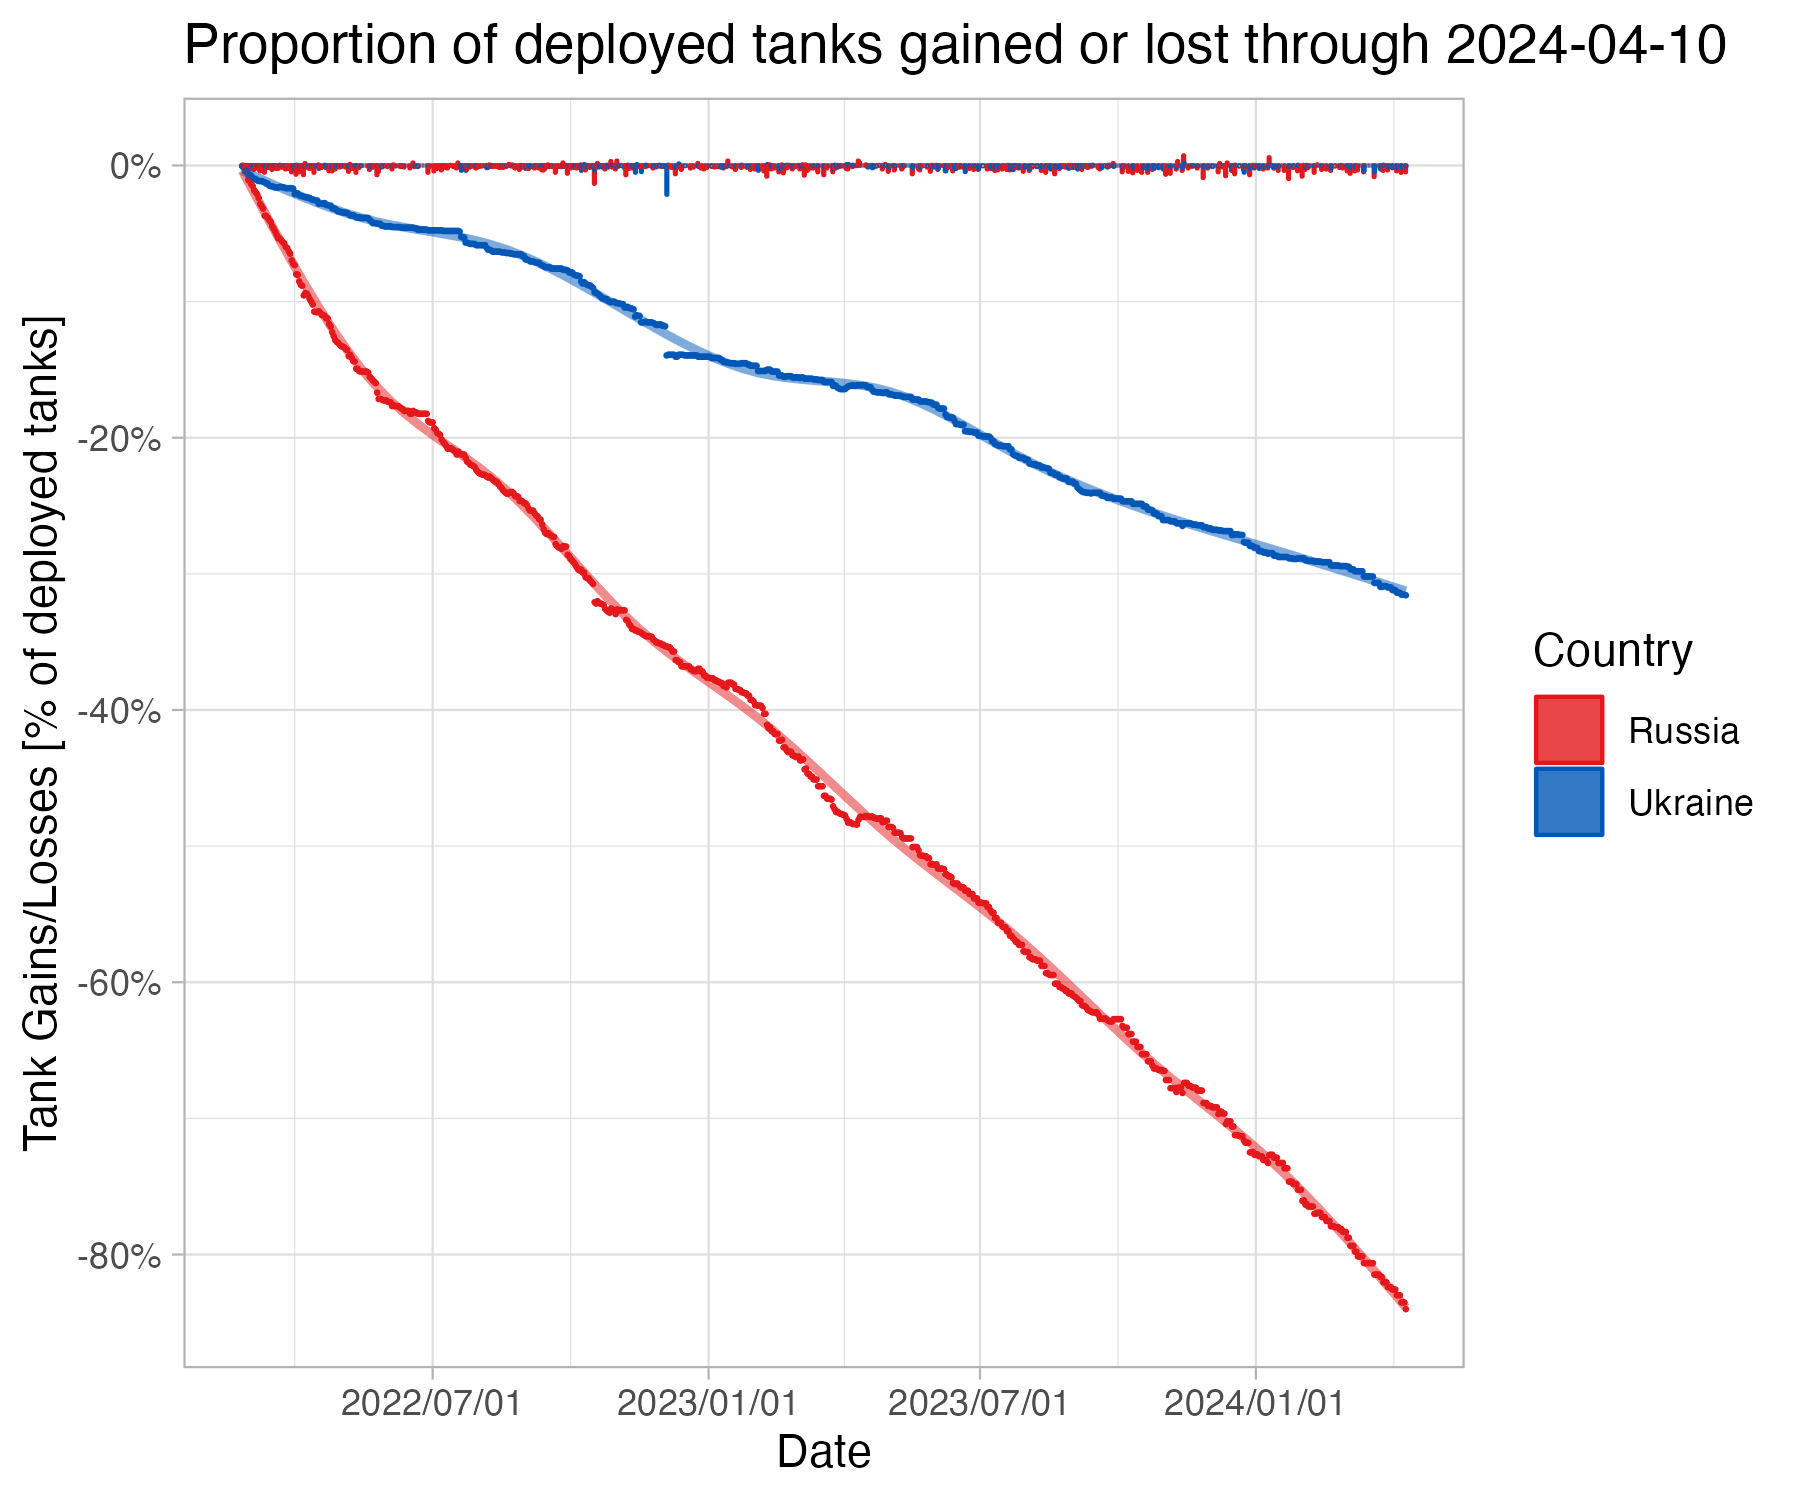 Proportion of deployed tanks gained or lost through 2024-04-10
Tank Gains/Losses [% of deployed tanks]
0%
-20%
-40%
-60%
-80%
2022/07/01
2023/01/01
2023/07/01
2024/01/01
Date
Country
Russia
Ukraine